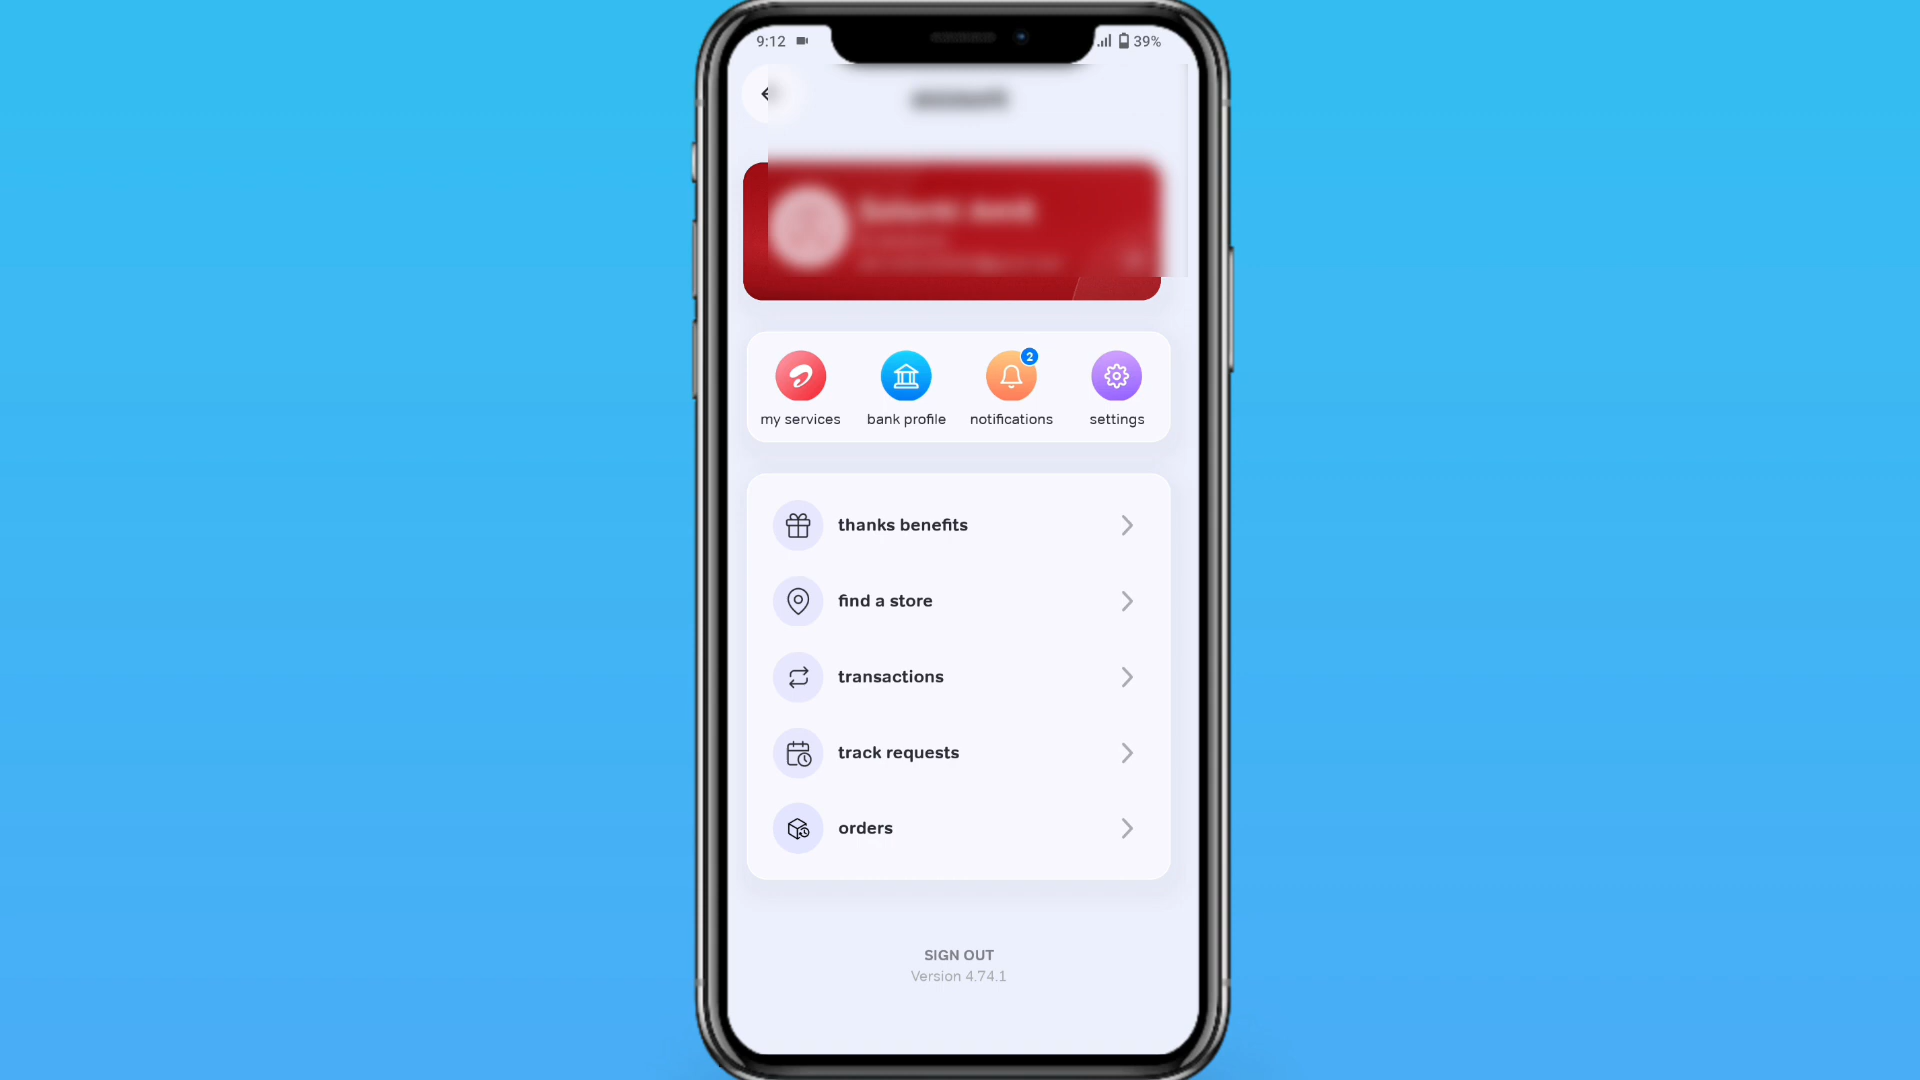 9:12 39%
my services bank profile notifications 2 settings
thanks benefits
find a store
transactions
track requests
orders
SIGN OUT
Version 4.74.1